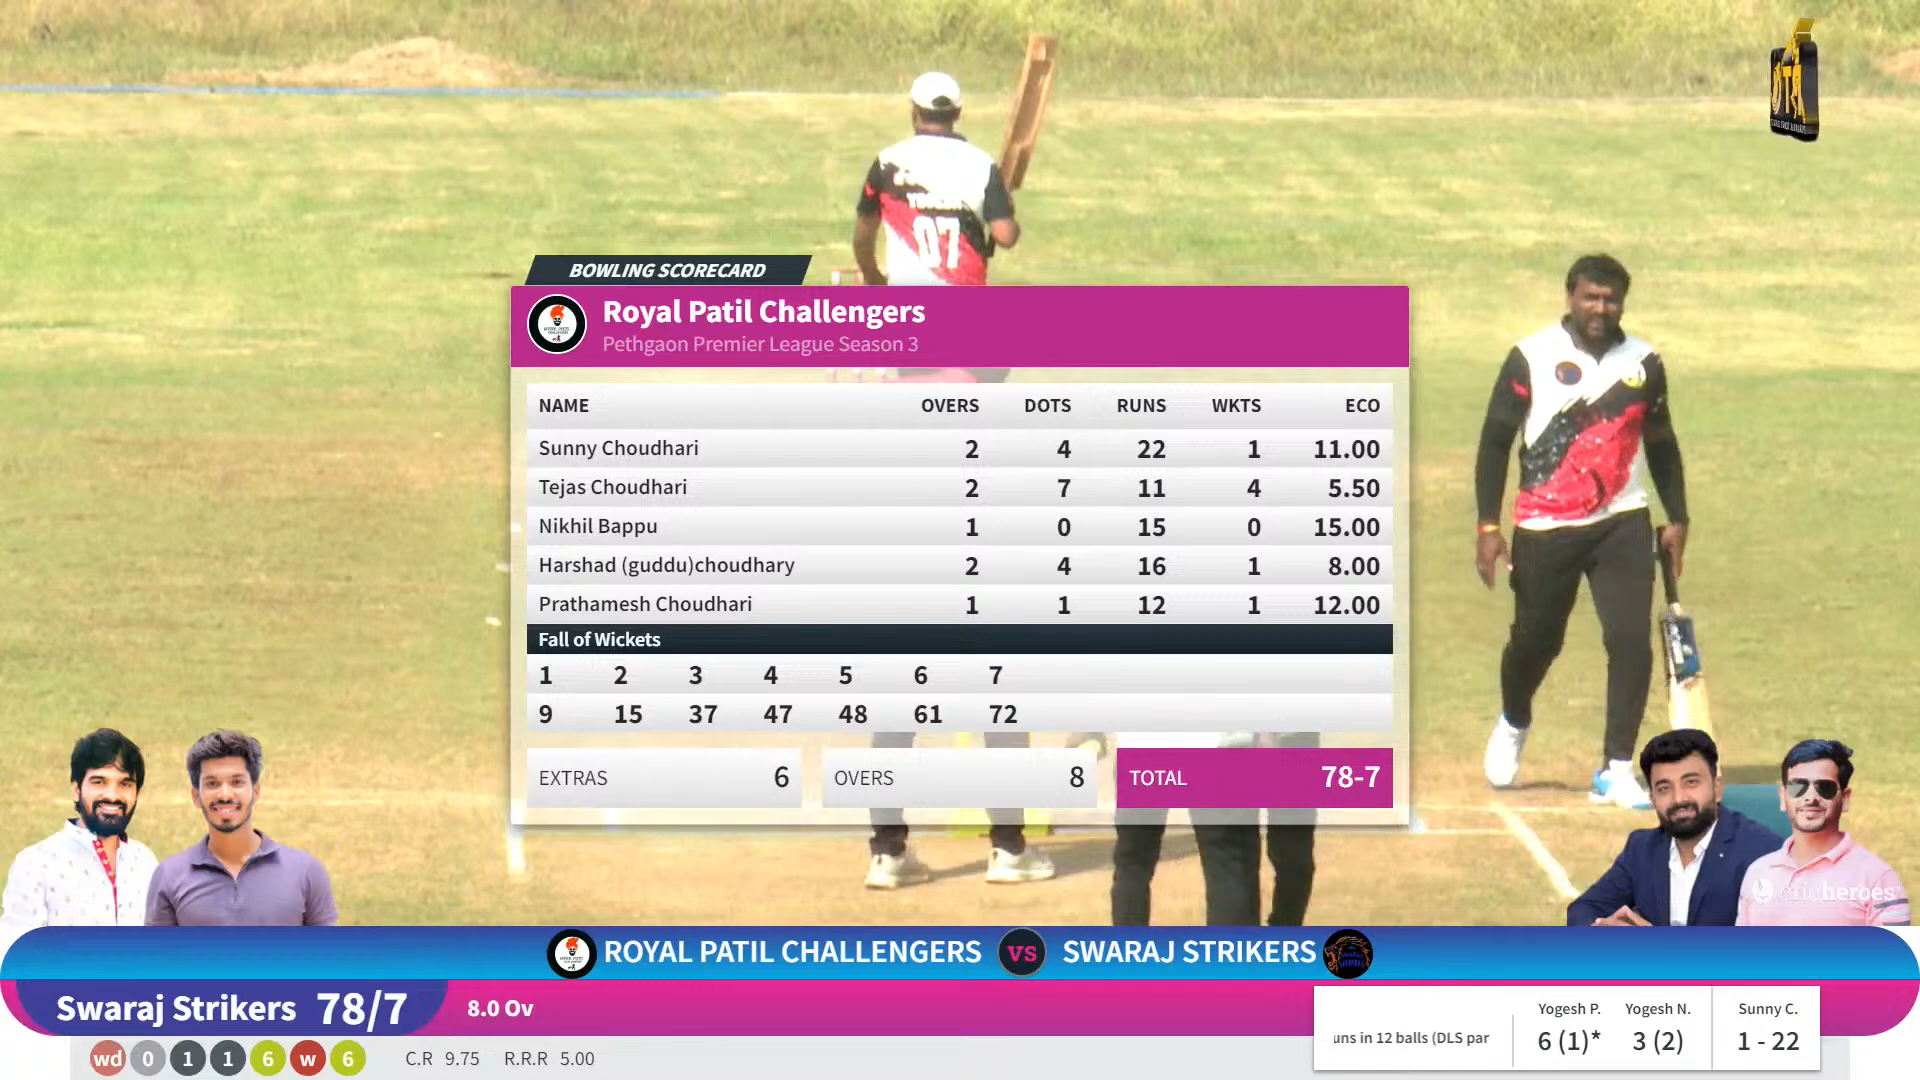 07
BOWLING SCORECARD
Royal Patil Challengers
Pethgaon Premier League Season 3
NAME OVERS DOTS RUNS WKTS ECO
Sunny Choudhari 2 4 22 1 11.00
Tejas Choudhari 2 7 11 4 5.50
Nikhil Bappu 1 0 15 0 15.00
Harshad (guddu)choudhary 2 4 16 1 8.00
Prathamesh Choudhari 1 1 12 1 12.00
Fall of Wickets
1 2 3 4 5 6 7
9 15 37 47 48 61 72
EXTRAS 6 OVERS 8 TOTAL 78-7
cricheroes
ROYAL PATIL CHALLENGERS VS SWARAJ STRIKERS
Swaraj Strikers 78/7 8.0 Ov
wd 0 1 1 6 w 6 C.R 9.75 R.R.R 5.00
uns in 12 balls (DLS par
Yogesh P. Yogesh N. Sunny C.
6 (1)* 3 (2) 1 - 22